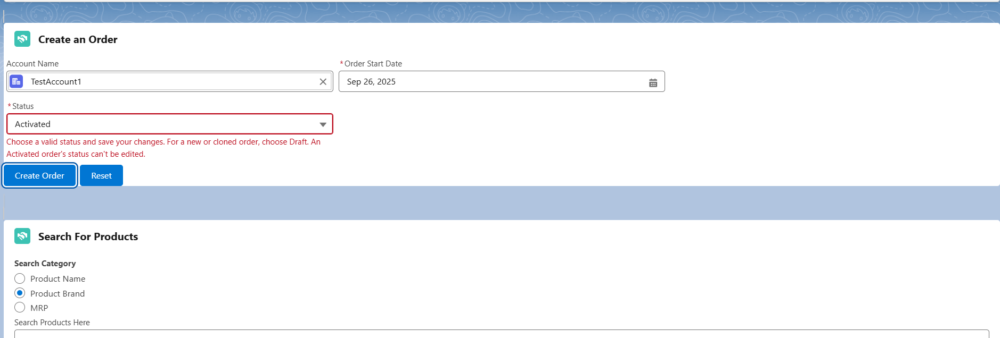 Create an Order
Account Name
*Order Start Date
TestAccount1
Sep 26, 2025
*Status
Activated
Choose a valid status and save your changes. For a new or cloned order, choose Draft. An
Activated order's status can't be edited.
Create Order
Reset
Search For Products
Search Category
Product Name
Product Brand
MRP
Search Products Here